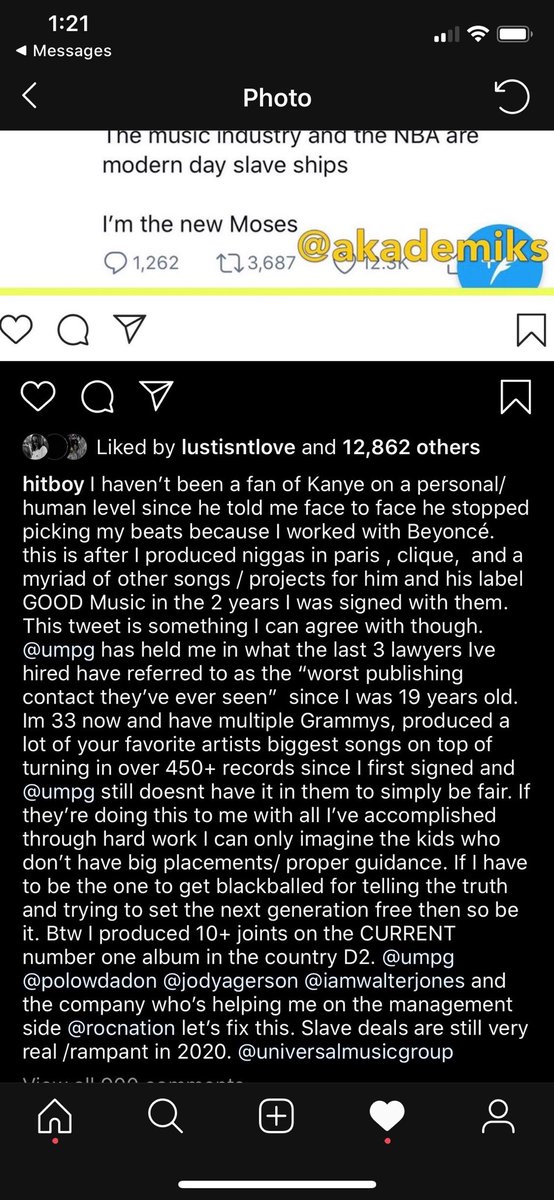 1:21
Messages
Photo
The music industry and the NBA are
modern day slave ships
I'm the new Moses
@akademiks
1,262 3,687 12.3K
Liked by lustisntlove and 12,862 others
hitboy I haven't been a fan of Kanye on a personal/
human level since he told me face to face he stopped
picking my beats because I worked with Beyoncé.
this is after I produced niggas in paris , clique, and a
myriad of other songs / projects for him and his label
GOOD Music in the 2 years I was signed with them.
This tweet is something I can agree with though.
@umpg has held me in what the last 3 lawyers Ive
hired have referred to as the “worst publishing
contact they've ever seen” since I was 19 years old.
Im 33 now and have multiple Grammys, produced a
lot of your favorite artists biggest songs on top of
turning in over 450+ records since I first signed and
@umpg still doesnt have it in them to simply be fair. If
they're doing this to me with all I've accomplished
through hard work I can only imagine the kids who
don't have big placements/ proper guidance. If I have
to be the one to get blackballed for telling the truth
and trying to set the next generation free then so be
it. Btw I produced 10+ joints on the CURRENT
number one album in the country D2. @umpg
@polowdadon @jodyagerson @iamwalterjones and
the company who's helping me on the management
side @rocnation let's fix this. Slave deals are still very
real /rampant in 2020. @universalmusicgroup
View all 900 comments